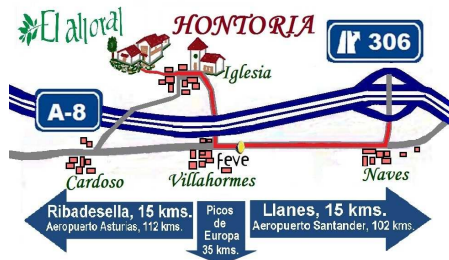 El alloral
HONTORIA
306
Iglesia
A-8
feve
Cardoso
Villahormes
Naves
Ribadesella, 15 kms.
Aeropuerto Asturias, 112 kms.
Picos
de
Europa
35 kms.
Llanes, 15 kms.
Aeropuerto Santander, 102 kms.